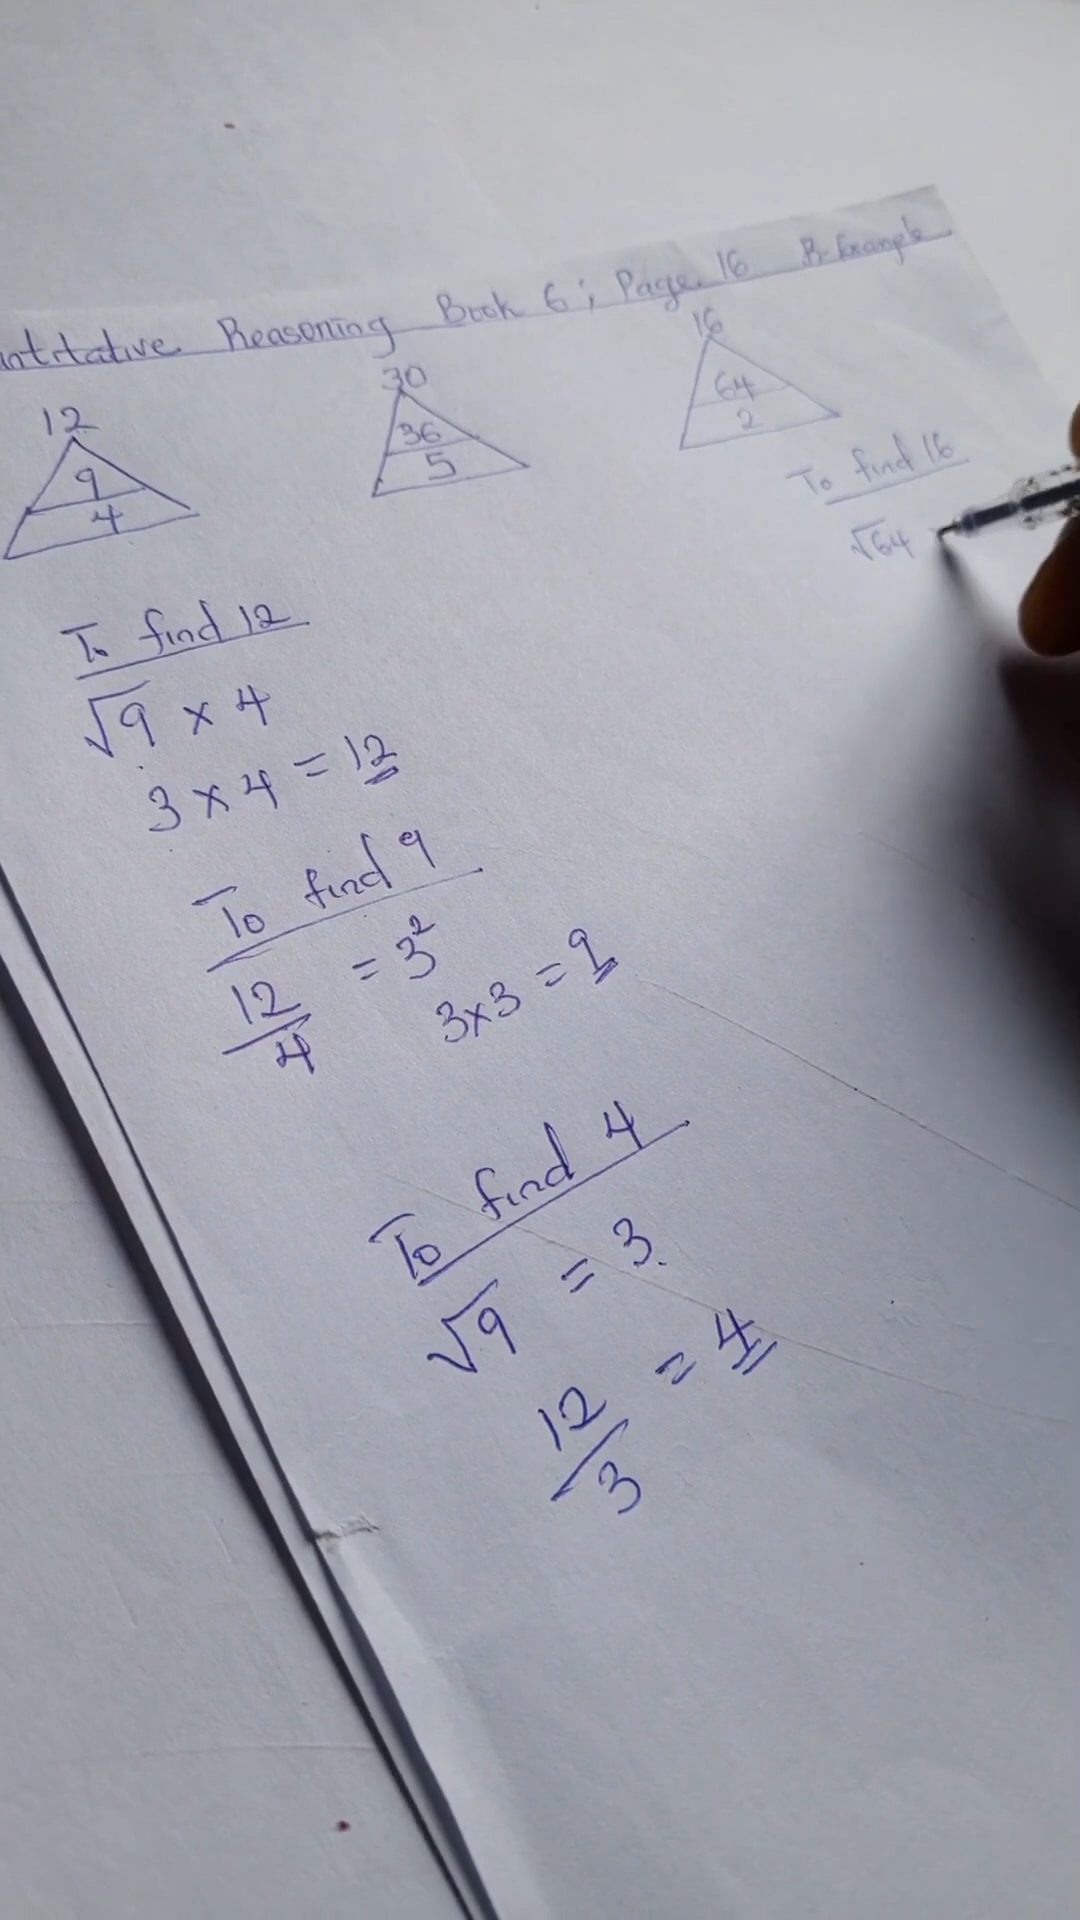 Reasoning Book 6; Page. 16 B. Example
12
9
4
30
36
5
16
64
2
To find 16
√64
To find 12
√9 × 4
3 × 4 = 12
To find 9
12/4 = 3²
3×3 = 9
To find 4
√9 = 3.
12/3 = 4